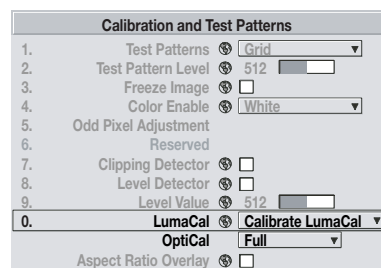 Calibration and Test Patterns
1. Test Patterns Grid
2. Test Pattern Level 512
3. Freeze Image
4. Color Enable White
5. Odd Pixel Adjustment
6. Reserved
7. Clipping Detector
8. Level Detector
9. Level Value 512
0. LumaCal Calibrate LumaCal
OptiCal Full
Aspect Ratio Overlay